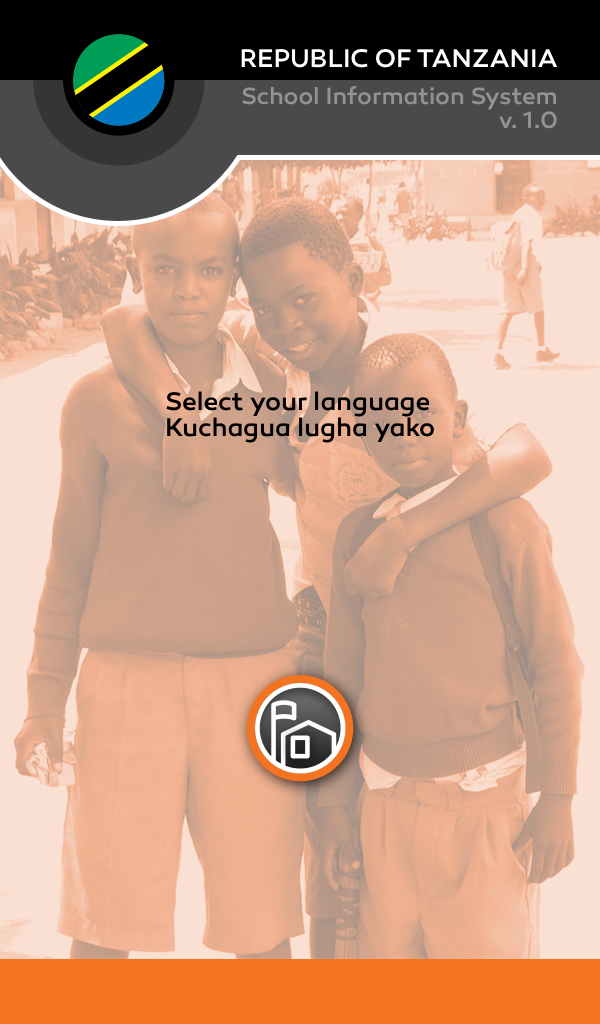 REPUBLIC OF TANZANIA
School Information System
v. 1.0
Select your language
Kuchagua lugha yako